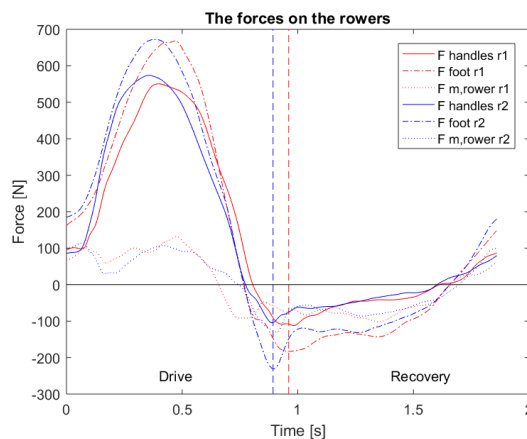 The forces on the rowers
700
600
500
400
300
200
100
0
-100
-200
-300
Force [N]
F handles r1
F foot r1
F m,rower r1
F handles r2
F foot r2
F m,rower r2
Drive
Recovery
0
0.5
1
1.5
2
Time [s]